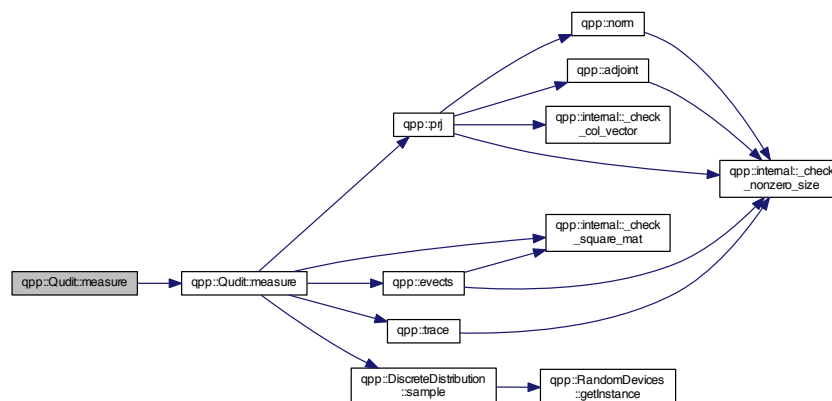 qpp::norm
qpp::adjoint
qpp::prj
qpp::internal::_check
_col_vector
qpp::internal::_check
_nonzero_size
qpp::internal::_check
_square_mat
qpp::Qudit::measure
qpp::Qudit::measure
qpp::evects
qpp::trace
qpp::DiscreteDistribution
::sample
qpp::RandomDevices
::getInstance